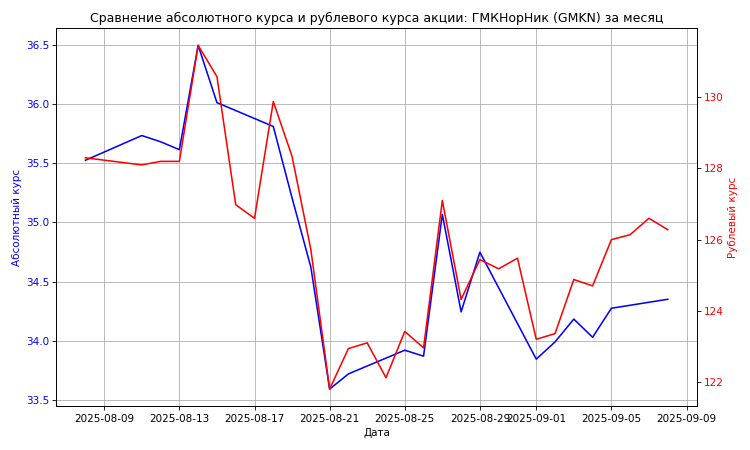 Сравнение абсолютного курса и рублевого курса акции: ГМКНорНик (GMKN) за месяц
36.5
36.0
35.5
35.0
34.5
34.0
33.5
Абсолютный курс
130
128
126
124
122
Рублевый курс
2025-08-09 2025-08-13 2025-08-17 2025-08-21 2025-08-25 2025-08-29 2025-09-01 2025-09-05 2025-09-09
Дата